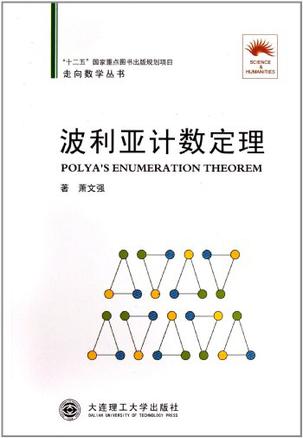 "十二五"国家重点图书出版规划项目
走向数学丛书
SCIENCE
&
HUMANITIES
波利亚计数定理
POLYA'S ENUMERATION THEOREM
著 萧文强
大连理工大学出版社
DALIAN UNIVERSITY OF TECHNOLOGY PRESS